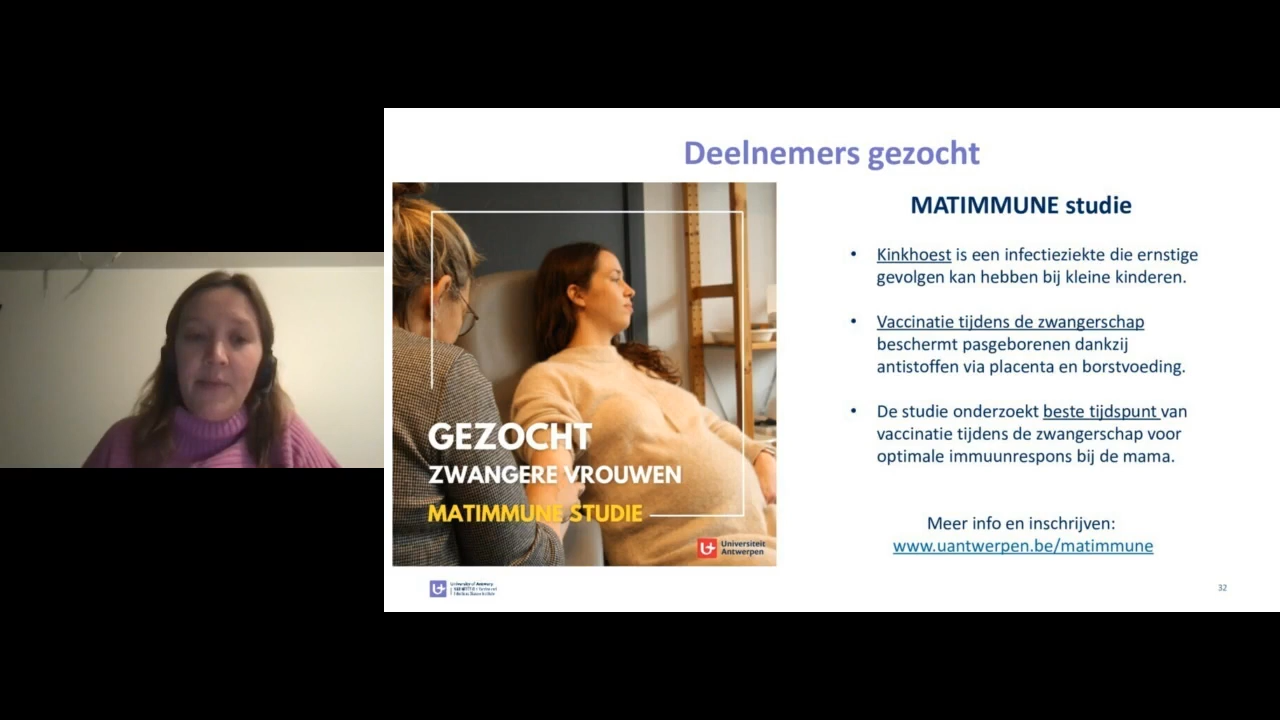 Deelnemers gezocht
GEZOCHT
ZWANGERE VROUWEN
MATIMMUNE STUDIE
Universiteit
Antwerpen
MATIMMUNE studie
• Kinkhoest is een infectieziekte die ernstige
gevolgen kan hebben bij kleine kinderen.
• Vaccinatie tijdens de zwangerschap
beschermt pasgeborenen dankzij
antistoffen via placenta en borstvoeding.
• De studie onderzoekt beste tijdspunt van
vaccinatie tijdens de zwangerschap voor
optimale immuunrespons bij de mama.
Meer info en inschrijven:
www.uantwerpen.be/matimmune
University of Antwerp
32